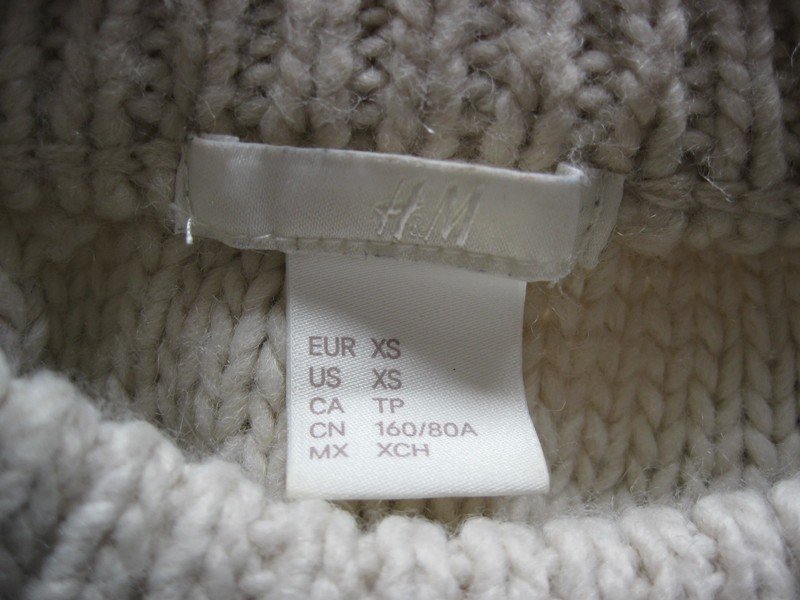 H&M
EUR XS
US XS
CA TP
CN 160/80A
MX XCH